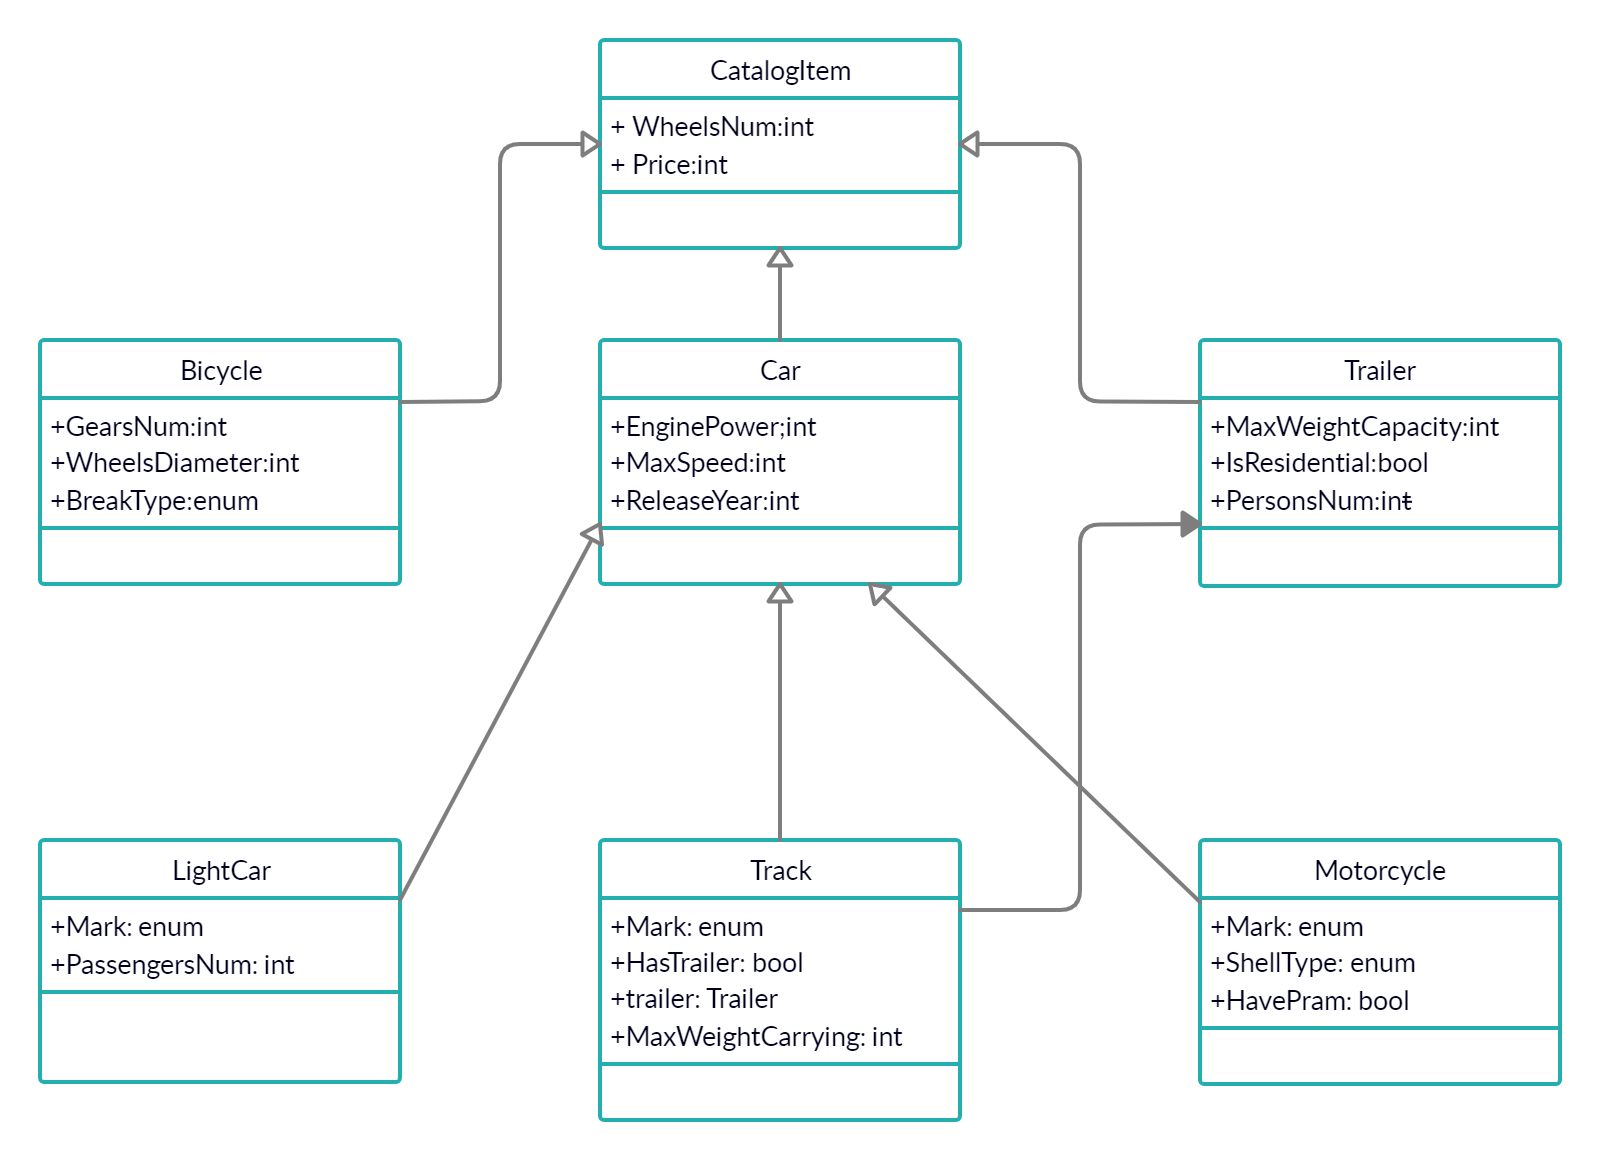 CatalogItem
+ WheelsNum:int
+ Price:int
Bicycle
+GearsNum:int
+WheelsDiameter:int
+BreakType:enum
Car
+EnginePower;int
+MaxSpeed:int
+ReleaseYear:int
Trailer
+MaxWeightCapacity:int
+IsResidential:bool
+PersonsNum:int
LightCar
+Mark: enum
+PassengersNum: int
Track
+Mark: enum
+HasTrailer: bool
+trailer: Trailer
+MaxWeightCarrying: int
Motorcycle
+Mark: enum
+ShellType: enum
+HavePram: bool